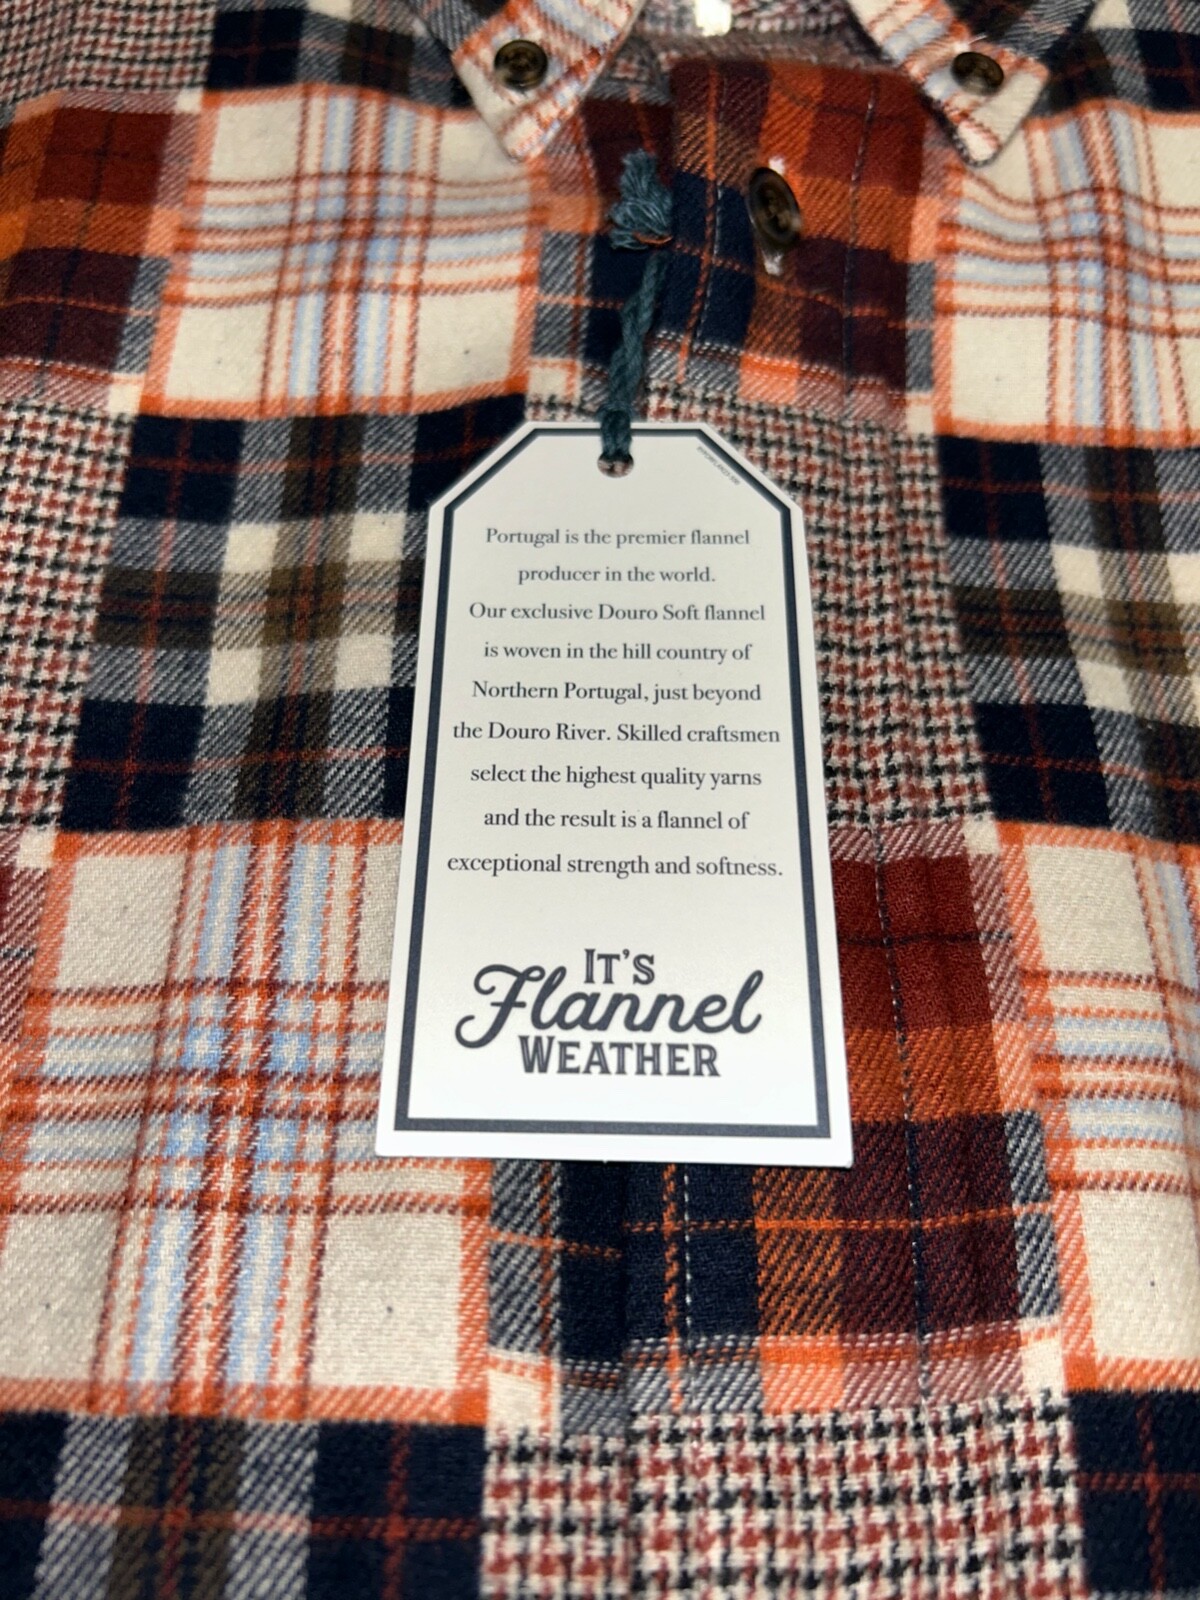 Portugal is the premier flannel
producer in the world.
Our exclusive Douro Soft flannel
is woven in the hill country of
Northern Portugal, just beyond
the Douro River. Skilled craftsmen
select the highest quality yarns
and the result is a flannel of
exceptional strength and softness.
IT'S
Flannel
WEATHER